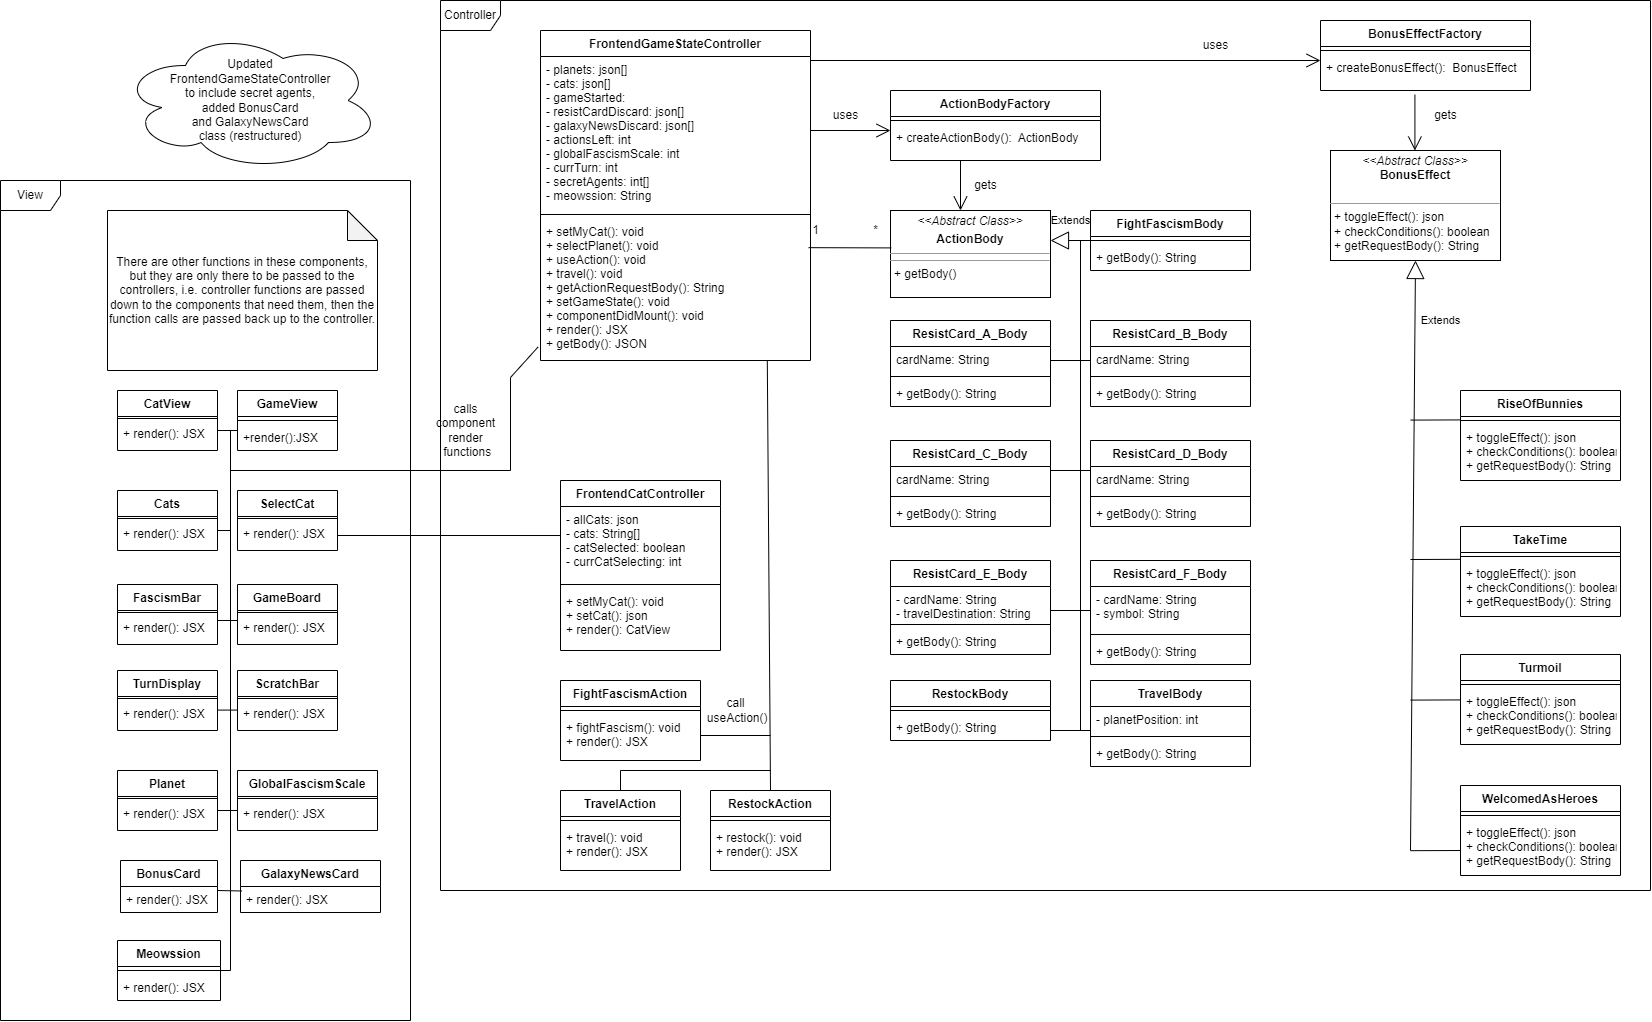 Updated
FrontendGameStateController
to include secret agents,
added BonusCard
and GalaxyNewsCard
class (restructured)
View
There are other functions in these components,
but they are only there to be passed to the
controllers, i.e. controller functions are passed
down to the components that need them, then the
function calls are passed back up to the controller.
CatView
+ render(): JSX
GameView
+render():JSX
Cats
+ render(): JSX
SelectCat
+ render(): JSX
FascismBar
+ render(): JSX
GameBoard
+ render(): JSX
TurnDisplay
+ render(): JSX
ScratchBar
+ render(): JSX
Planet
+ render(): JSX
GlobalFascismScale
+ render(): JSX
BonusCard
+ render(): JSX
GalaxyNewsCard
+ render(): JSX
Meowssion
+ render(): JSX
Controller
FrontendGameStateController
- planets: json[]
- cats: json[]
- gameStarted:
- resistCardDiscard: json[]
- galaxyNewsDiscard: json[]
- actionsLeft: int
- globalFascismScale: int
- currTurn: int
- secretAgents: int[]
- meowssion: String
+ setMyCat(): void
+ selectPlanet(): void
+ useAction(): void
+ travel(): void
+ getActionRequestBody(): String
+ setGameState(): void
+ componentDidMount(): void
+ render(): JSX
+ getBody(): JSON
calls
component
render
functions
FrontendCatController
- allCats: json
- cats: String[]
- catSelected: boolean
- currCatSelecting: int
+ setMyCat(): void
+ setCat(): json
+ render(): CatView
FightFascismAction
+ fightFascism(): void
+ render(): JSX
call
useAction()
TravelAction
+ travel(): void
+ render(): JSX
RestockAction
+ restock(): void
+ render(): JSX
uses
ActionBodyFactory
+ createActionBody():  ActionBody
gets
1
*
<<Abstract Class>>
ActionBody
+ getBody()
Extends
FightFascismBody
+ getBody(): String
ResistCard_A_Body
cardName: String
+ getBody(): String
ResistCard_B_Body
cardName: String
+ getBody(): String
ResistCard_C_Body
cardName: String
+ getBody(): String
ResistCard_D_Body
cardName: String
+ getBody(): String
ResistCard_E_Body
- cardName: String
- travelDestination: String
+ getBody(): String
ResistCard_F_Body
- cardName: String
- symbol: String
+ getBody(): String
RestockBody
+ getBody(): String
TravelBody
- planetPosition: int
+ getBody(): String
uses
BonusEffectFactory
+ createBonusEffect():  BonusEffect
gets
<<Abstract Class>>
BonusEffect
+ toggleEffect(): json
+ checkConditions(): boolean
+ getRequestBody(): String
Extends
RiseOfBunnies
+ toggleEffect(): json
+ checkConditions(): boolean
+ getRequestBody(): String
TakeTime
+ toggleEffect(): json
+ checkConditions(): boolean
+ getRequestBody(): String
Turmoil
+ toggleEffect(): json
+ checkConditions(): boolean
+ getRequestBody(): String
WelcomedAsHeroes
+ toggleEffect(): json
+ checkConditions(): boolean
+ getRequestBody(): String